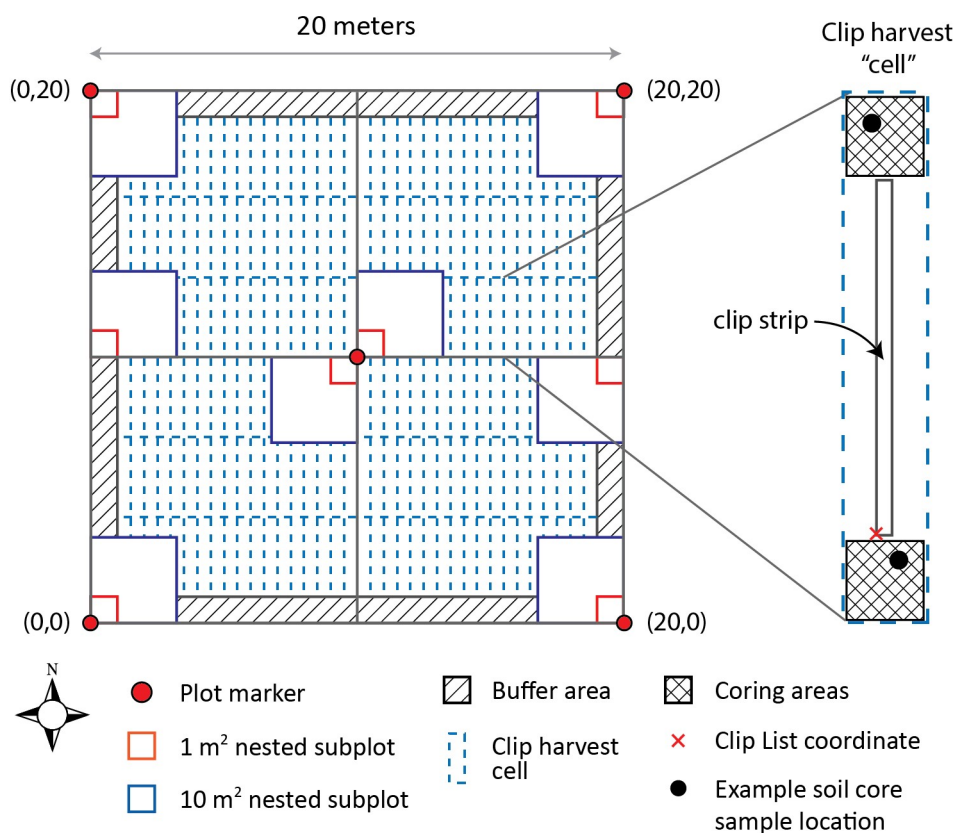 20 meters
Clip harvest
“cell”
(0,20)
(20,20)
clip strip
(0,0)
(20,0)
N
Plot marker
1 m² nested subplot
10 m² nested subplot
Buffer area
Clip harvest
cell
Coring areas
Clip List coordinate
Example soil core
sample location